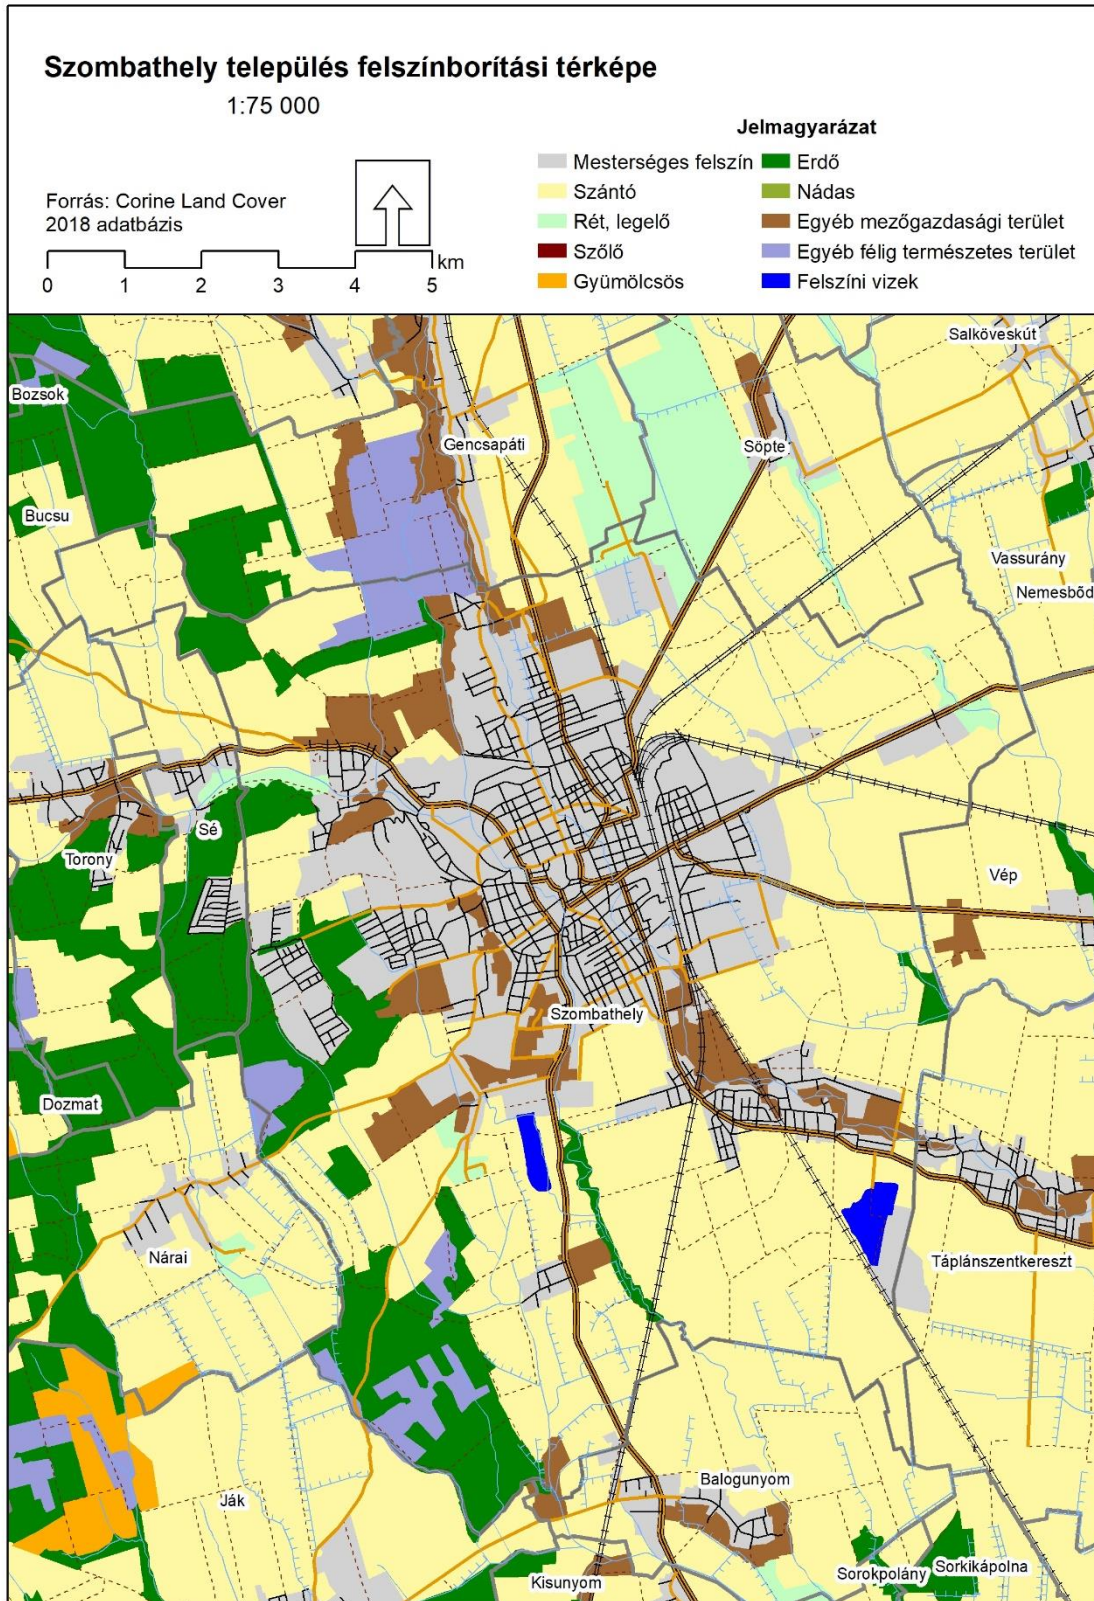 Szombathely település felszínborítási térképe
1:75 000
Forrás: Corine Land Cover
2018 adatbázis
km
0 1 2 3 4 5
Jelmagyarázat
Mesterséges felszín
Szántó
Rét, legelő
Szőlő
Gyümölcsös
Erdő
Nádas
Egyéb mezőgazdasági terület
Egyéb félig természetes terület
Felszíni vizek
Salköveskút
Bozsok
Gencsapáti
Söpte
Bucsu
Vassurány
Nemesbőd
Sé
Torony
Vép
Szombathely
Dozmat
Nárai
Táplánszentkereszt
Balogunyom
Ják
Sorkikápolna
Sorokpolány
Kisunyom